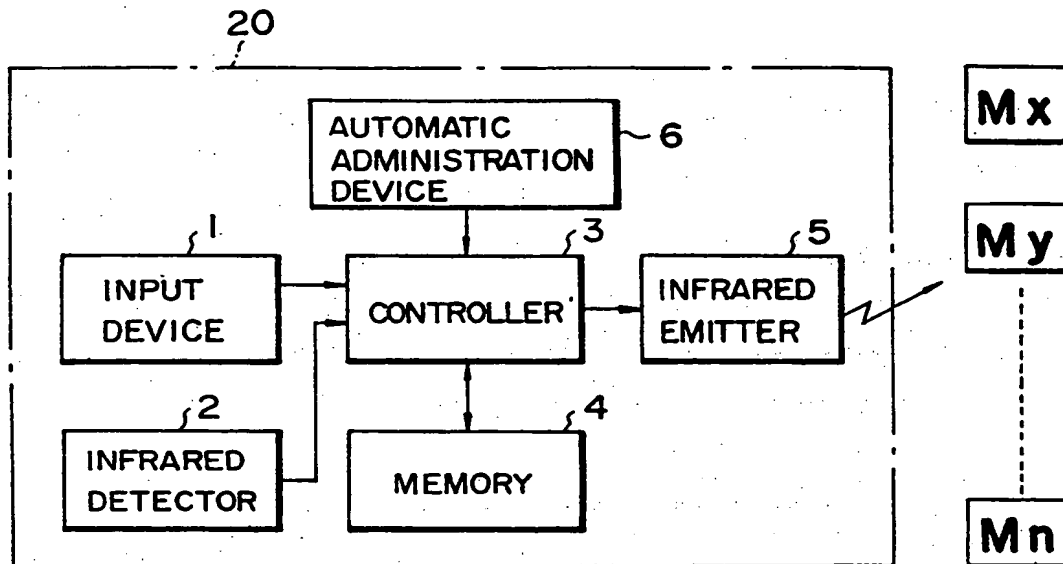 20
AUTOMATIC
ADMINISTRATION
DEVICE
6
Mx
1
INPUT
DEVICE
3
CONTROLLER
5
INFRARED
EMITTER
My
2
INFRARED
DETECTOR
4
MEMORY
Mn